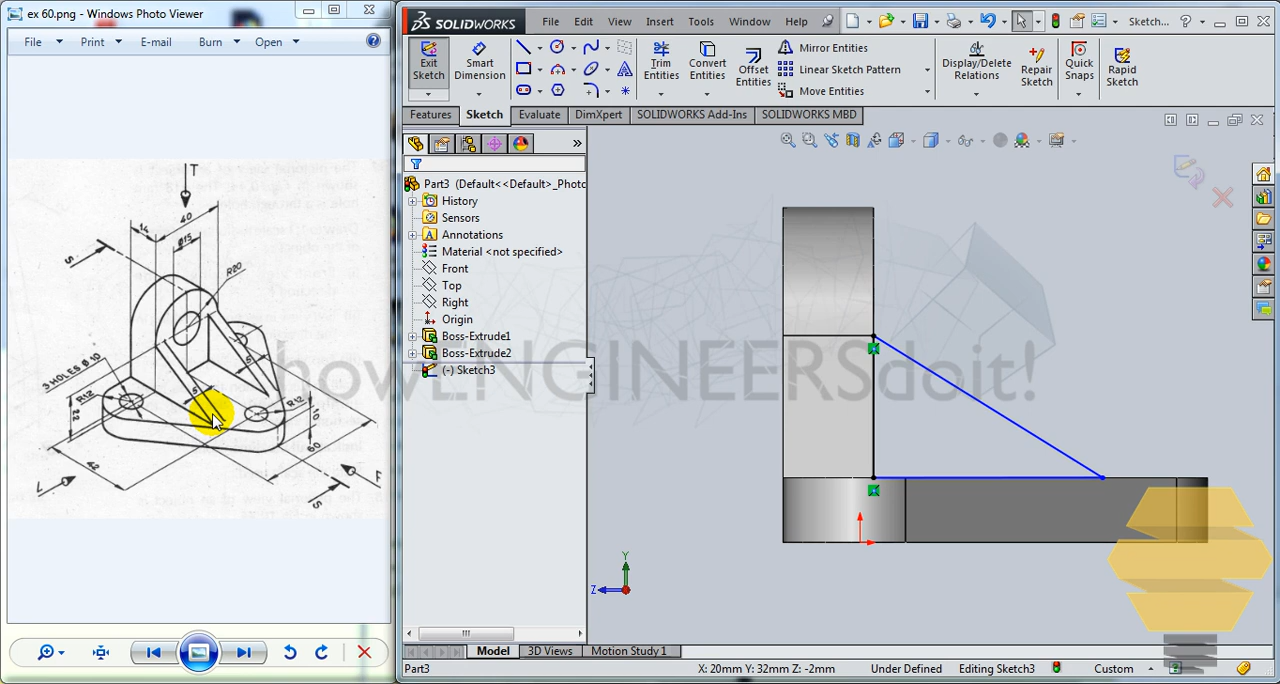 ex 60.png - Windows Photo Viewer
File Print E-mail Burn Open
T
40
14
Ø15
S
R20
5
5
3 HOLES Ø 10
R12
R12
22
10
60
42
L
F
S
SOLIDWORKS
File Edit View Insert Tools Window Help
Sketch...
Exit Sketch
Smart Dimension
Trim Entities
Convert Entities
Offset Entities
Mirror Entities
Linear Sketch Pattern
Move Entities
Display/Delete Relations
Repair Sketch
Quick Snaps
Rapid Sketch
Features Sketch Evaluate DimXpert SOLIDWORKS Add-Ins SOLIDWORKS MBD
Part3 (Default<<Default>_Photo
History
Sensors
Annotations
Material <not specified>
Front
Top
Right
Origin
Boss-Extrude1
Boss-Extrude2
(-) Sketch3
howENGINEERSdoit!
Y
Z
Model 3D Views Motion Study 1
Part3 X: 20mm Y: 32mm Z: -2mm Under Defined Editing Sketch3 Custom